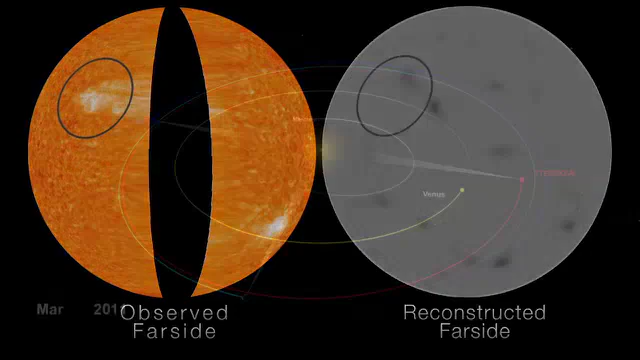 Venus
Mar
Observed
Farside
Reconstructed
Farside